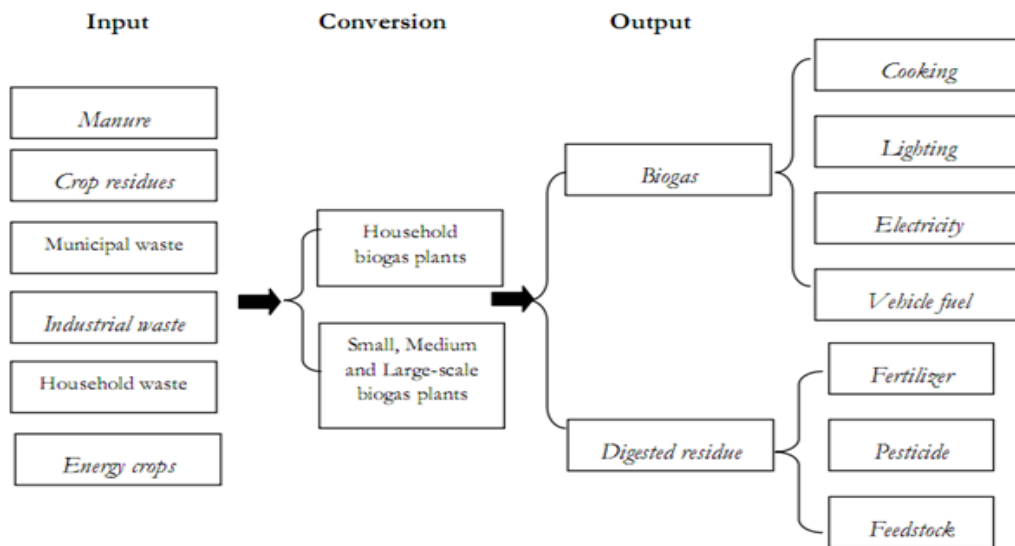 Input
Conversion
Output
Manure
Crop residues
Municipal waste
Industrial waste
Household waste
Energy crops
Household
biogas plants
Small, Medium
and Large-scale
biogas plants
Biogas
Digested residue
Cooking
Lighting
Electricity
Vehicle fuel
Fertilizer
Pesticide
Feedstock